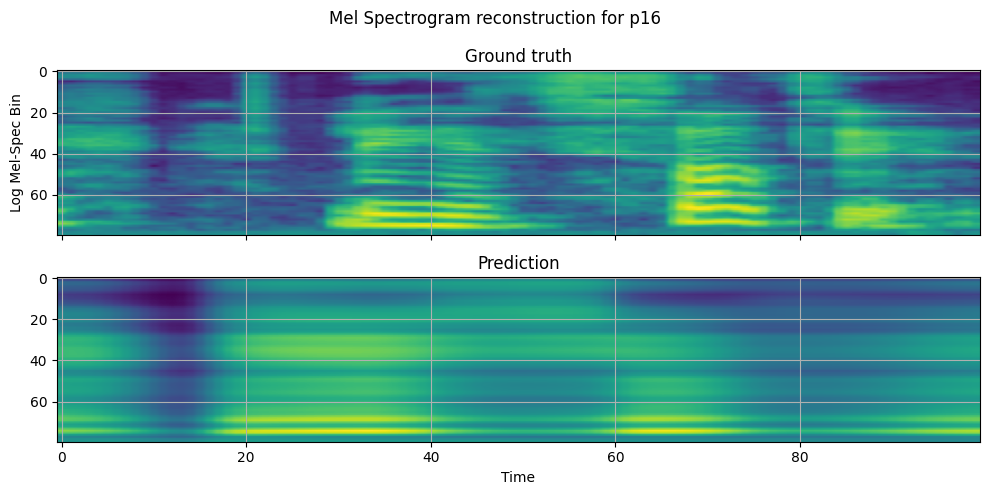 Mel Spectrogram reconstruction for p16
Ground truth
0
20
40
60
Log Mel-Spec Bin
Prediction
0
20
40
60
0 20 40 60 80
Time